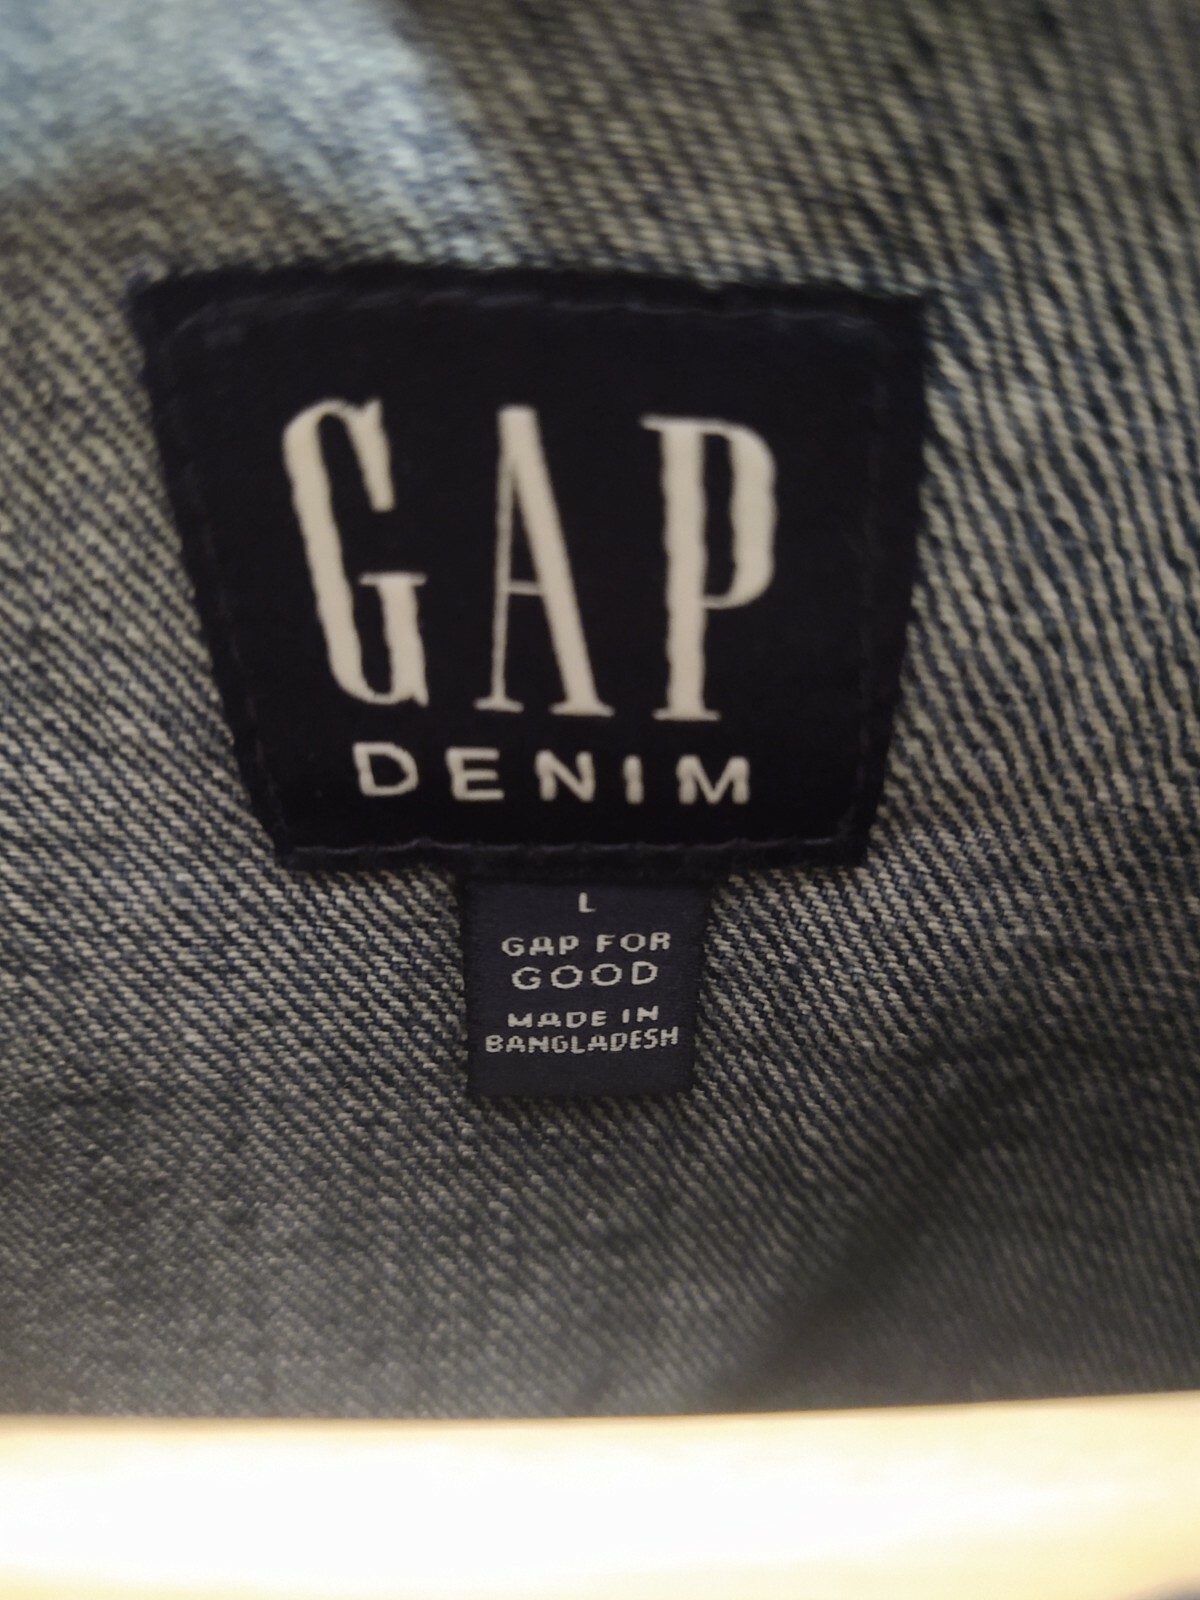 GAP
DENIM
L
GAP FOR
GOOD
MADE IN
BANGLADESH